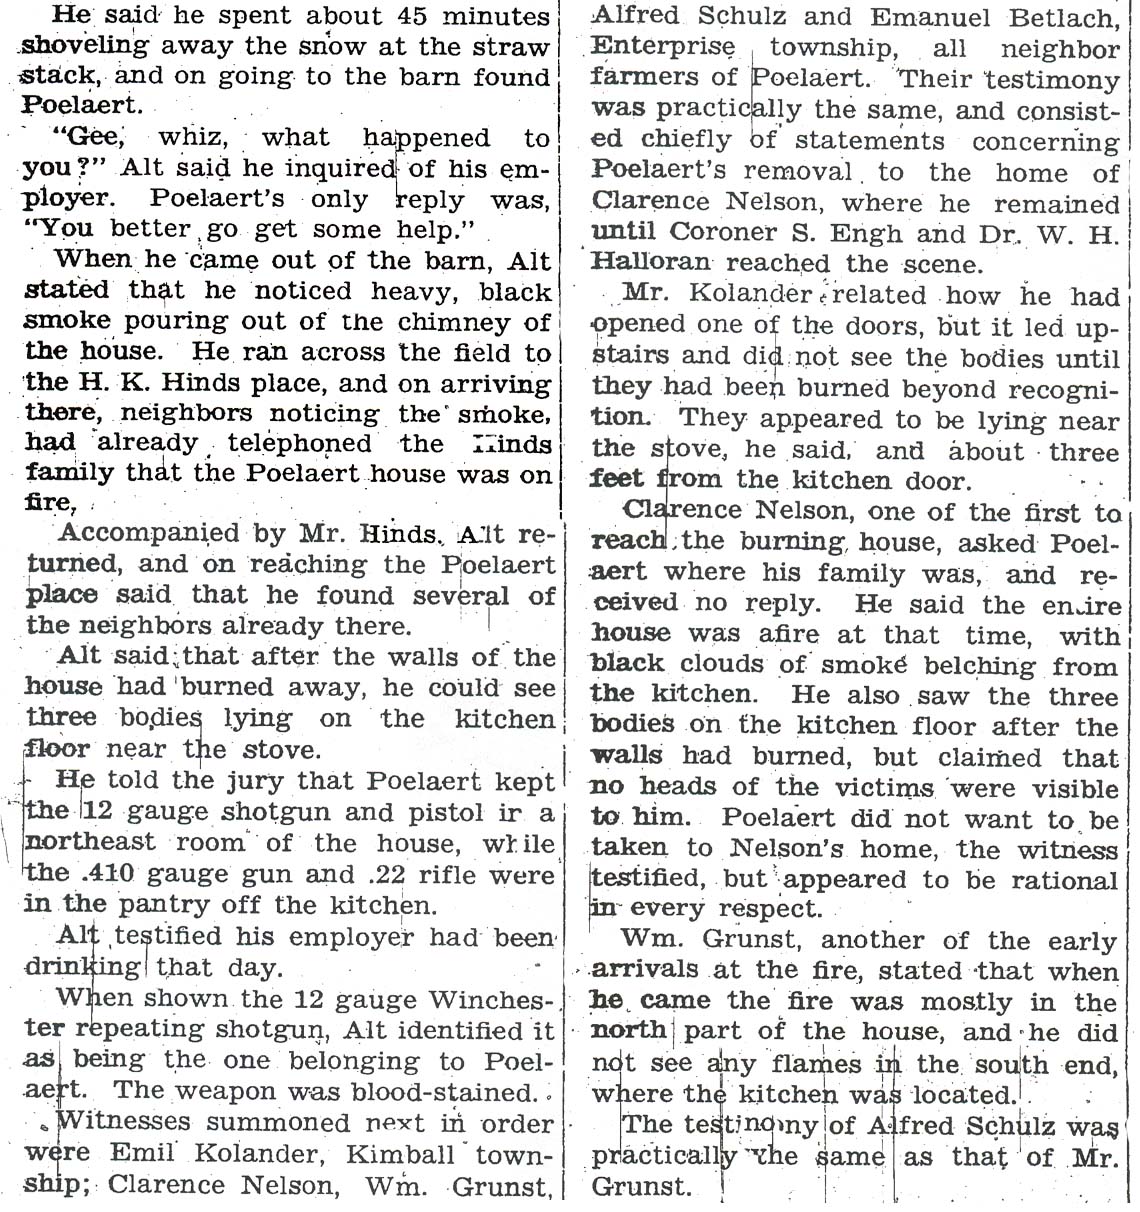 He said he spent about 45 minutes
shoveling away the snow at the straw
stack, and on going to the barn found
Poelaert.
"Gee, whiz, what happened to
you?" Alt said he inquired of his em-
ployer. Poelaert's only reply was,
"You better go get some help."
When he came out of the barn, Alt
stated that he noticed heavy, black
smoke pouring out of the chimney of
the house. He ran across the field to
the H. K. Hinds place, and on arriving
there, neighbors noticing the smoke,
had already telephoned the Hinds
family that the Poelaert house was on
fire,
Accompanied by Mr. Hinds, Alt re-
turned, and on reaching the Poelaert
place said that he found several of
the neighbors already there.
Alt said that after the walls of the
house had burned away, he could see
three bodies lying on the kitchen
floor near the stove.
He told the jury that Poelaert kept
the 12 gauge shotgun and pistol in a
northeast room of the house, while
the .410 gauge gun and .22 rifle were
in the pantry off the kitchen.
Alt testified his employer had been
drinking that day.
When shown the 12 gauge Winches-
ter repeating shotgun, Alt identified it
as being the one belonging to Poel-
aert. The weapon was blood-stained.
Witnesses summoned next in order
were Emil Kolander, Kimball town-
ship; Clarence Nelson, Wm. Grunst,
Alfred Schulz and Emanuel Betlach,
Enterprise township, all neighbor
farmers of Poelaert. Their testimony
was practically the same, and consist-
ed chiefly of statements concerning
Poelaert's removal to the home of
Clarence Nelson, where he remained
until Coroner S. Engh and Dr. W. H.
Halloran reached the scene.
Mr. Kolander related how he had
opened one of the doors, but it led up-
stairs and did not see the bodies until
they had been burned beyond recogni-
tion. They appeared to be lying near
the stove, he said, and about three
feet from the kitchen door.
Clarence Nelson, one of the first to
reach the burning house, asked Poel-
aert where his family was, and re-
ceived no reply. He said the entire
house was afire at that time, with
black clouds of smoke belching from
the kitchen. He also saw the three
bodies on the kitchen floor after the
walls had burned, but claimed that
no heads of the victims were visible
to him. Poelaert did not want to be
taken to Nelson's home, the witness
testified, but appeared to be rational
in every respect.
Wm. Grunst, another of the early
arrivals at the fire, stated that when
he came the fire was mostly in the
north part of the house, and he did
not see any flames in the south end,
where the kitchen was located.
The testimony of Alfred Schulz was
practically the same as that of Mr.
Grunst.